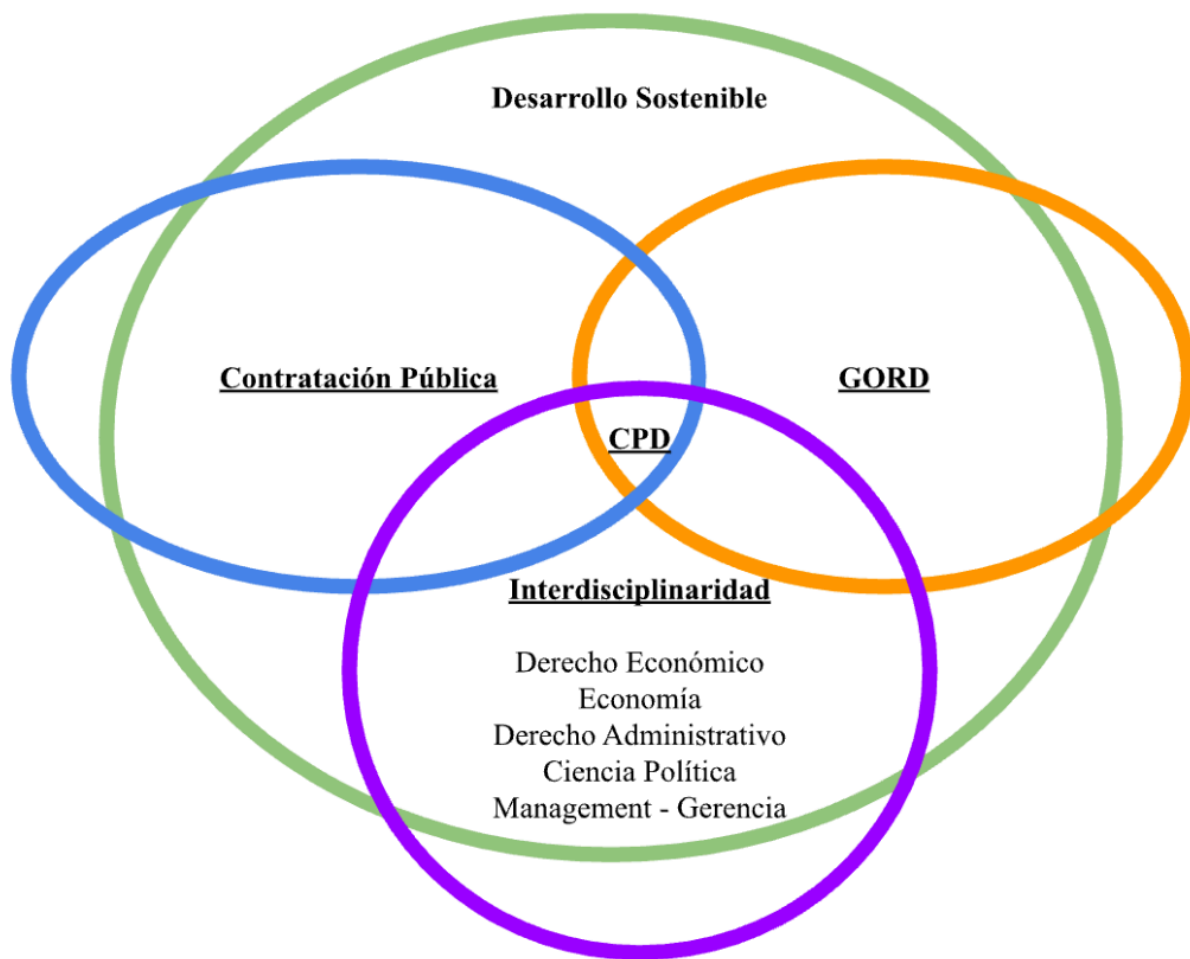 Desarrollo Sostenible
Contratación Pública
GORD
CPD
Interdisciplinaridad
Derecho Económico
Economía
Derecho Administrativo
Ciencia Política
Management - Gerencia